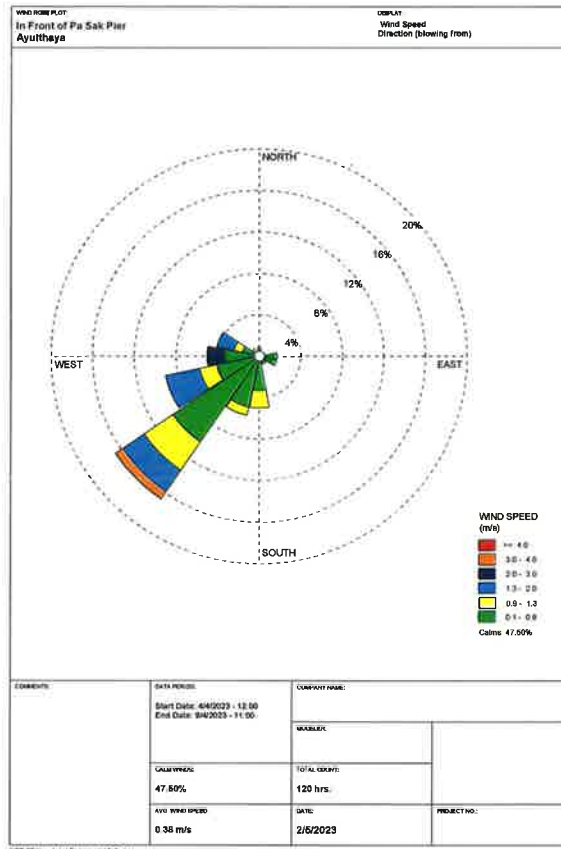 WIND ROSE PLOT:
In Front of Pa Sak Pier
Ayutthaya
DISPLAY:
Wind Speed
Direction (blowing from)
NORTH
20%
16%
12%
8%
4%
WEST
EAST
SOUTH
WIND SPEED
(m/s)
>= 4.0
3.0 - 4.0
2.0 - 3.0
1.3 - 2.0
0.9 - 1.3
0.1 - 0.9
Calms 47.50%
COMMENTS:
DATA PERIOD:
Start Date: 4/4/2023 - 12:00
End Date: 9/4/2023 - 11:00
COMPANY NAME:
MODELER:
CALM WINDS:
47.50%
TOTAL COUNT:
120 hrs.
AVG. WIND SPEED:
0.38 m/s
DATE:
2/5/2023
PROJECT NO.: